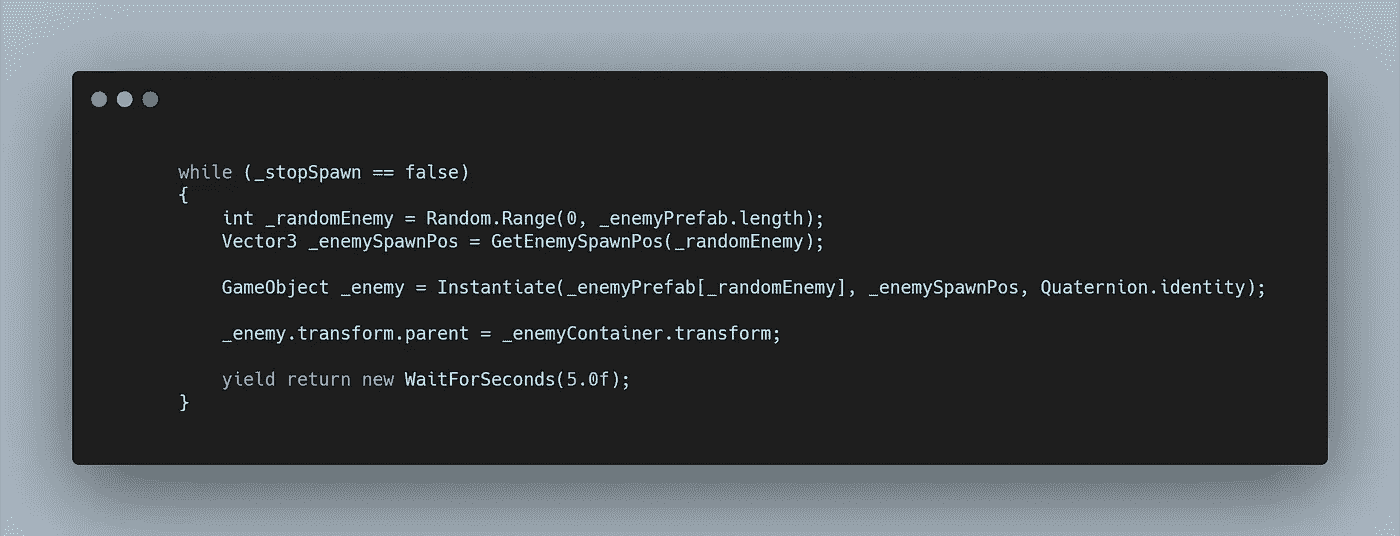 while (_stopSpawn == false)
{
    int _randomEnemy = Random.Range(0, _enemyPrefab.length);
    Vector3 _enemySpawnPos = GetEnemySpawnPos(_randomEnemy);
    GameObject _enemy = Instantiate(_enemyPrefab[_randomEnemy], _enemySpawnPos, Quaternion.identity);
    _enemy.transform.parent = _enemyContainer.transform;
    yield return new WaitForSeconds(5.0f);
}